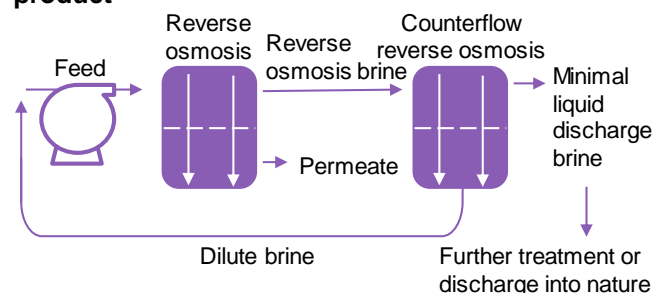 product
Reverse
osmosis
Counterflow
reverse osmosis
Feed
Reverse
osmosis brine
Minimal
liquid
discharge
brine
Permeate
Dilute brine
Further treatment or
discharge into nature